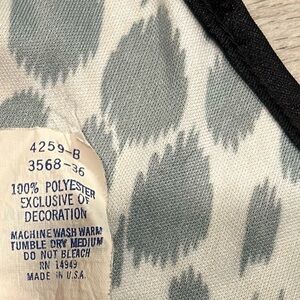 4259-B
3568-36
100% POLYESTER
EXCLUSIVE OF
DECORATION
MACHINE WASH WARM
TUMBLE DRY MEDIUM
DO NOT BLEACH
RN 14949
MADE IN U.S.A.